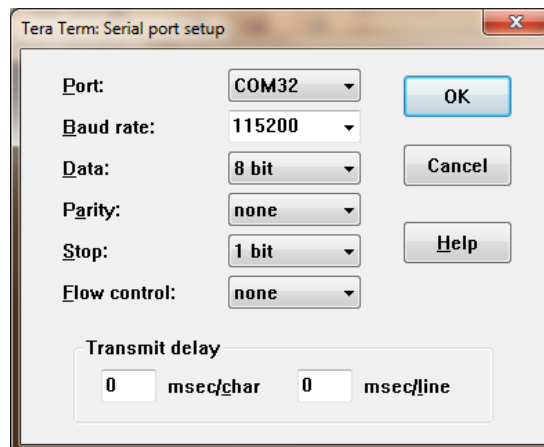 Tera Term: Serial port setup
Port: COM32 OK
Baud rate: 115200
Data: 8 bit Cancel
Parity: none
Stop: 1 bit Help
Flow control: none
Transmit delay
0 msec/char 0 msec/line